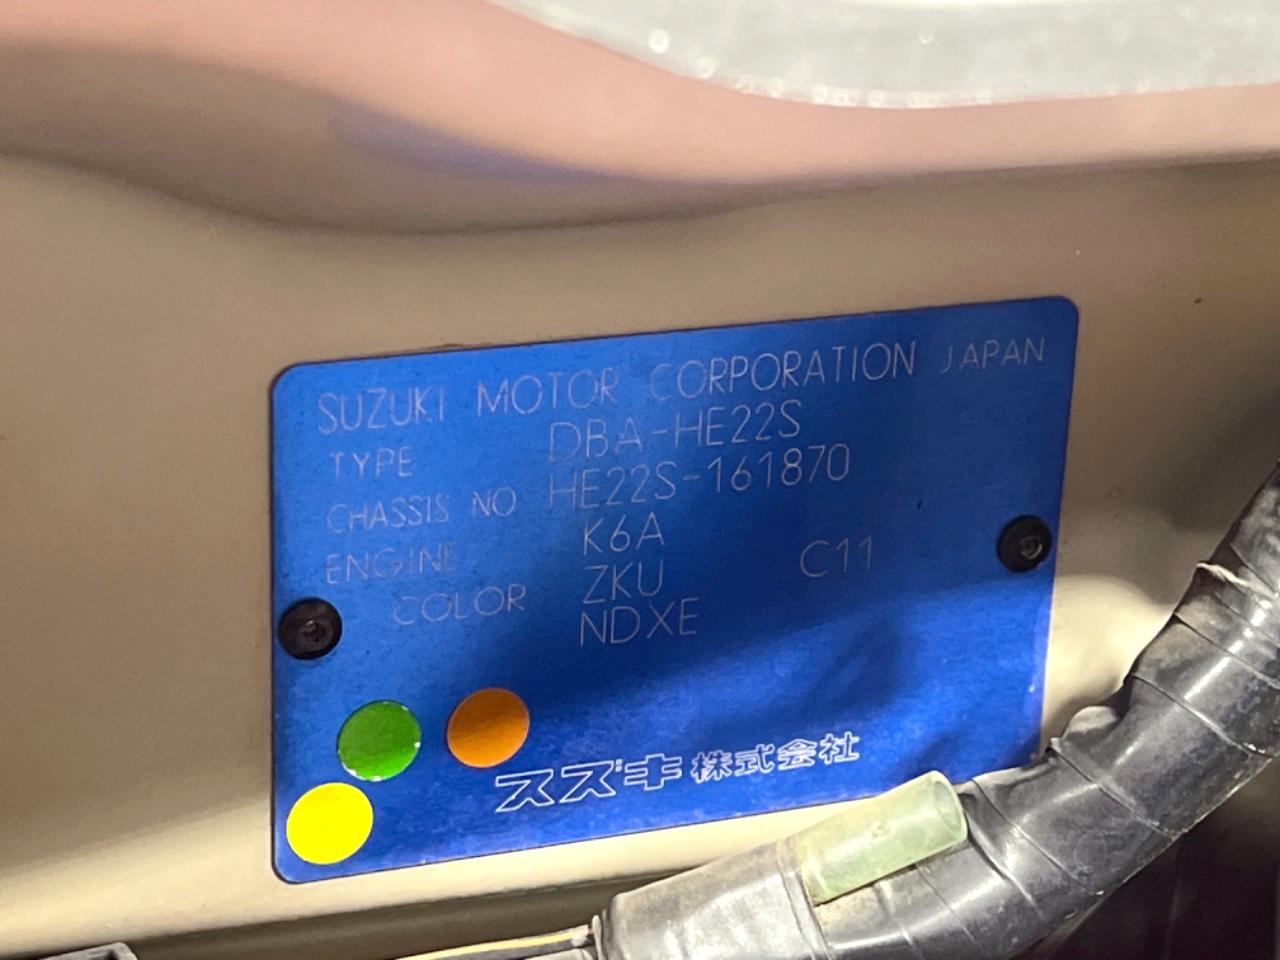 SUZUKI MOTOR CORPORATION JAPAN
TYPE DBA-HE22S
CHASSIS NO HE22S-161870
ENGINE K6A
COLOR ZKU C11
NDXE
スズキ株式会社